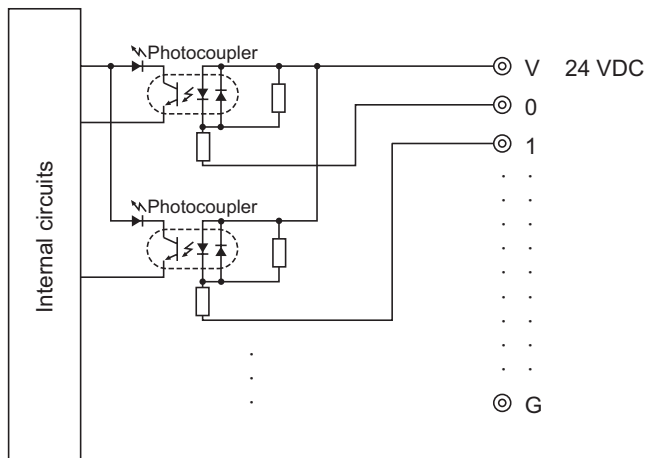 Photocoupler
V 24 VDC
0
1
Photocoupler
Internal circuits
G